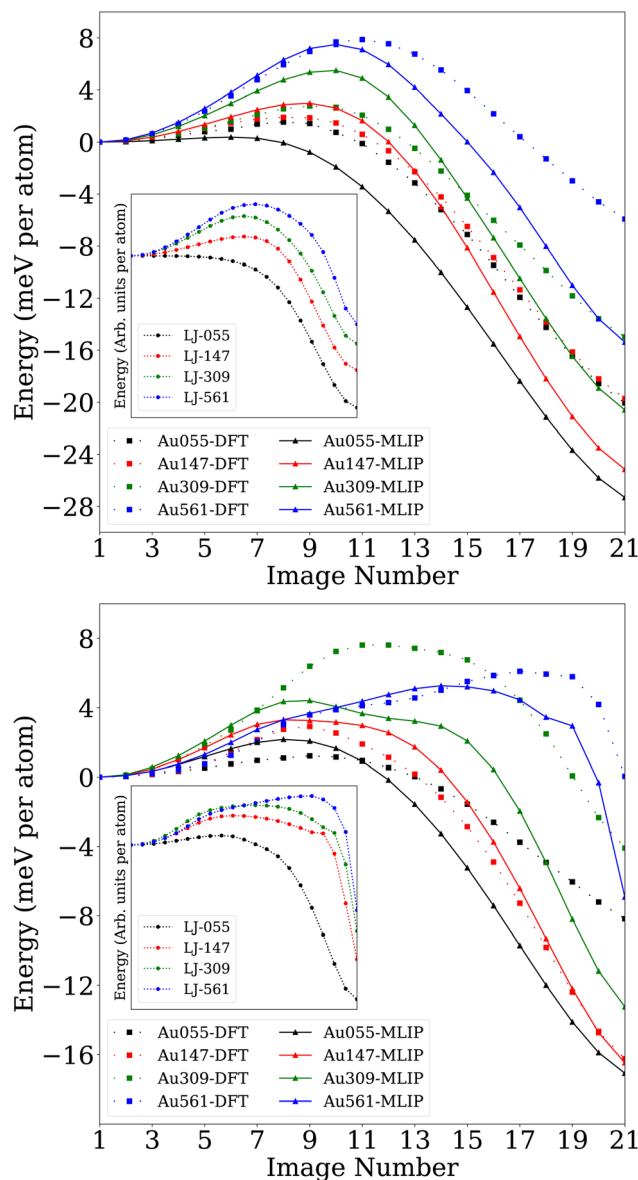 8
4
0
−4
−8
−12
−16
−20
−24
−28
Energy (meV per atom)
Energy (Arb. units per atom)
LJ-055
LJ-147
LJ-309
LJ-561
Au055-DFT Au055-MLIP
Au147-DFT Au147-MLIP
Au309-DFT Au309-MLIP
Au561-DFT Au561-MLIP
1 3 5 7 9 11 13 15 17 19 21
Image Number
8
4
0
−4
−8
−12
−16
Energy (meV per atom)
Energy (Arb. units per atom)
LJ-055
LJ-147
LJ-309
LJ-561
Au055-DFT Au055-MLIP
Au147-DFT Au147-MLIP
Au309-DFT Au309-MLIP
Au561-DFT Au561-MLIP
1 3 5 7 9 11 13 15 17 19 21
Image Number